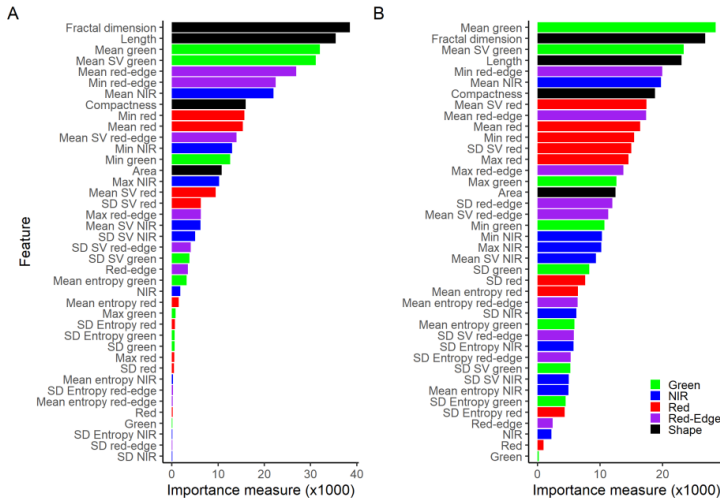 A
Feature
Fractal dimension
Length
Mean green
Mean SV green
Mean red-edge
Min red-edge
Mean NIR
Compactness
Min red
Mean red
Mean SV red-edge
Min NIR
Min green
Area
Max NIR
Mean SV red
SD SV red
Max red-edge
Mean SV NIR
SD SV NIR
SD SV red-edge
SD SV green
Red-edge
Mean entropy green
NIR
Mean entropy red
Max green
SD Entropy red
SD Entropy green
SD green
Max red
SD red
Mean entropy NIR
SD Entropy red-edge
Mean entropy red-edge
Red
Green
SD Entropy NIR
SD red-edge
SD NIR
0 10 20 30 40
Importance measure (x1000)
B
Mean green
Fractal dimension
Mean SV green
Length
Min red-edge
Mean NIR
Compactness
Mean SV red
Mean red-edge
Mean red
Min red
SD SV red
Max red
Max red-edge
Max green
Area
SD red-edge
Mean SV red-edge
Min green
Min NIR
Max NIR
Mean SV NIR
SD green
SD red
Mean entropy red
Mean entropy red-edge
SD NIR
Mean entropy green
SD SV red-edge
SD Entropy NIR
SD Entropy red-edge
SD SV green
SD SV NIR
Mean entropy NIR
SD Entropy green
SD Entropy red
Red-edge
NIR
Red
Green
0 10 20
Importance measure (x1000)
Green
NIR
Red
Red-Edge
Shape